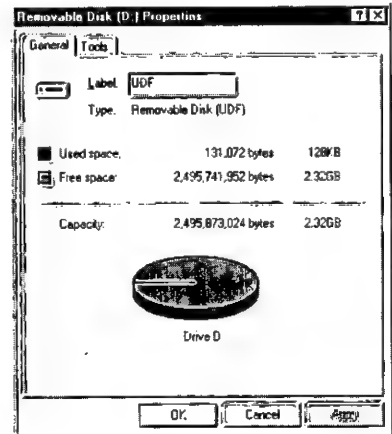 Removable Disk (D:) Properties
General Tools
Label UDF
Type. Removable Disk (UDF)
Used space: 131,072 bytes 128KB
Free space: 2,495,741,952 bytes 2.32GB
Capacity: 2,495,873,024 bytes 2.32GB
Drive D
OK Cancel Apply